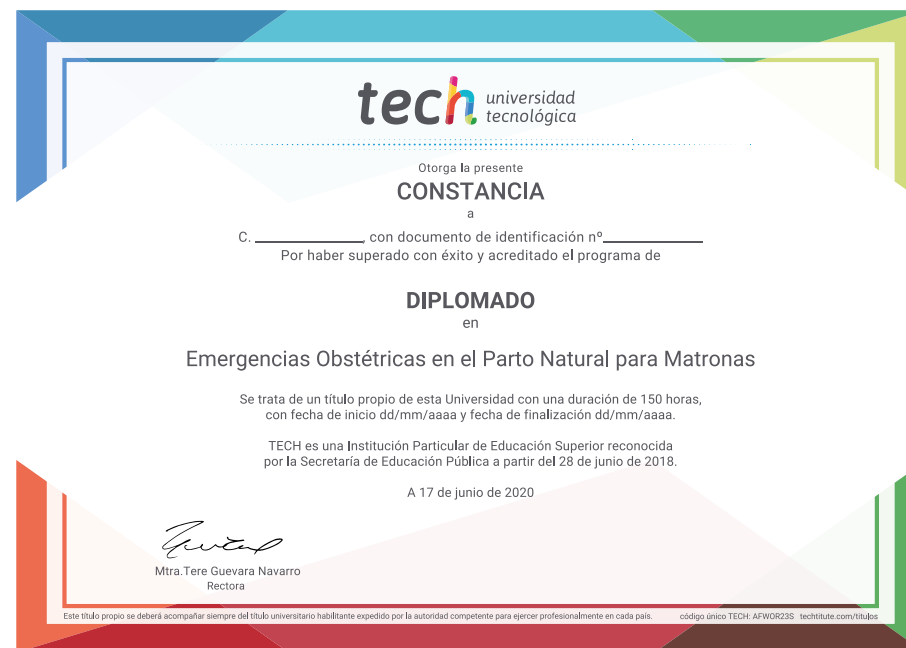 tech universidad
tecnológica
Otorga la presente
CONSTANCIA
a
C. ____________, con documento de identificación nº____________
Por haber superado con éxito y acreditado el programa de
DIPLOMADO
en
Emergencias Obstétricas en el Parto Natural para Matronas
Se trata de un título propio de esta Universidad con una duración de 150 horas,
con fecha de inicio dd/mm/aaaa y fecha de finalización dd/mm/aaaa.
TECH es una Institución Particular de Educación Superior reconocida
por la Secretaría de Educación Pública a partir del 28 de junio de 2018.
A 17 de junio de 2020
Mtra.Tere Guevara Navarro
Rectora
Este título propio se deberá acompañar siempre del título universitario habilitante expedido por la autoridad competente para ejercer profesionalmente en cada país. código único TECH: AFWOR23S techtitute.com/titulos